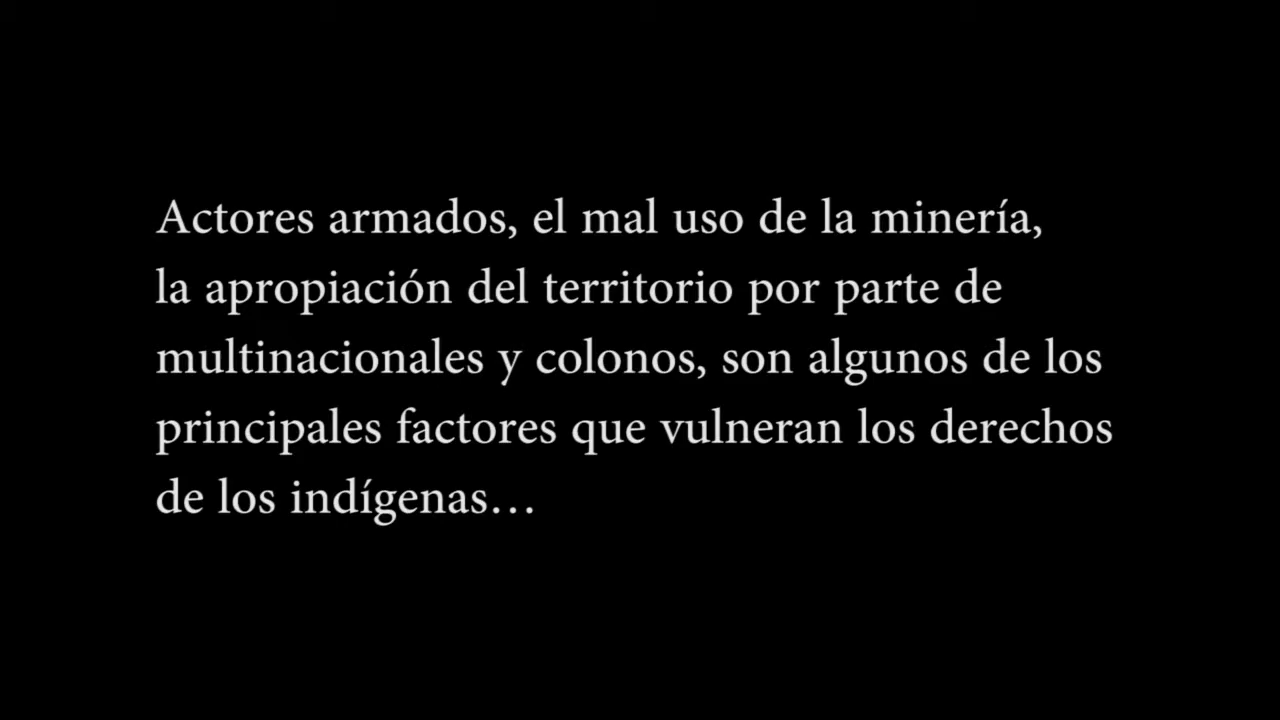 Actores armados, el mal uso de la minería,
la apropiación del territorio por parte de
multinacionales y colonos, son algunos de los
principales factores que vulneran los derechos
de los indígenas…